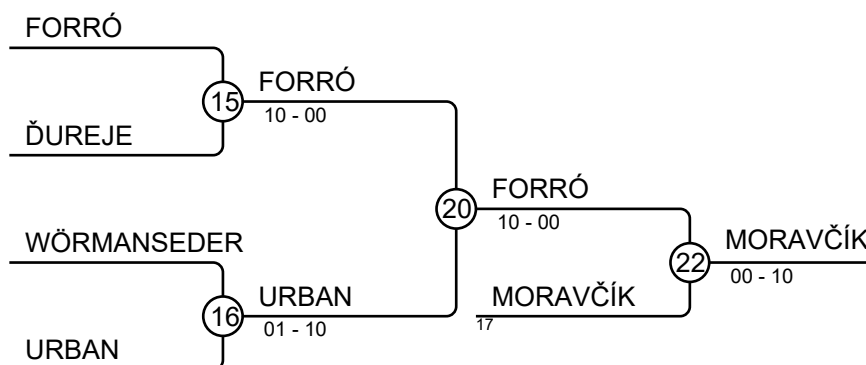 FORRÓ
15
FORRÓ
10 - 00
ĎUREJE
20
FORRÓ
10 - 00
WÖRMANSEDER
22
MORAVČÍK
00 - 10
16
URBAN
01 - 10
MORAVČÍK
17
URBAN